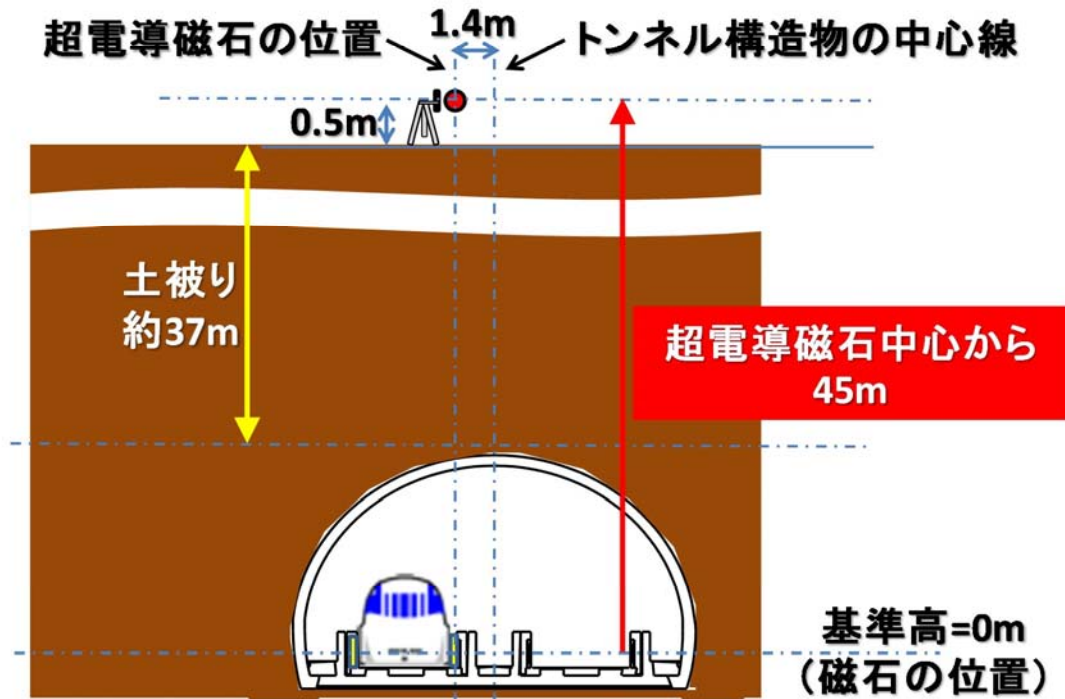 超電導磁石の位置
1.4m
トンネル構造物の中心線
0.5m
土被り
約37m
超電導磁石中心から
45m
基準高=0m
(磁石の位置)